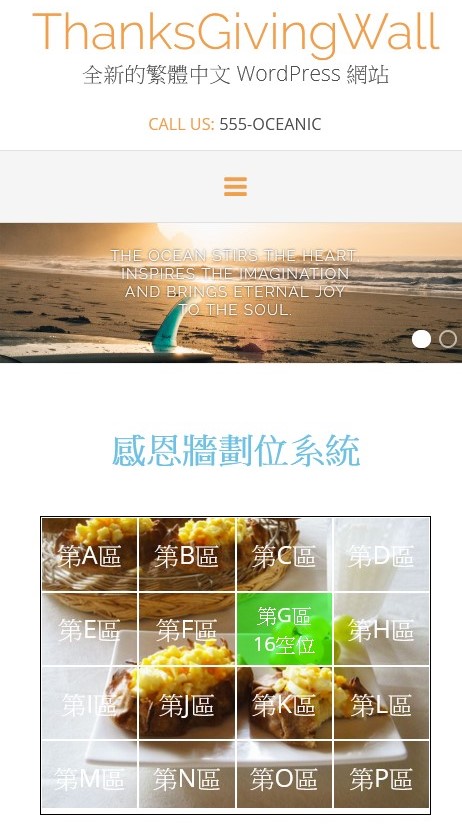 ThanksGivingWall
全新的繁體中文 WordPress 網站
CALL US: 555-OCEANIC
THE OCEAN STIRS THE HEART
INSPIRES THE IMAGINATION
AND BRINGS ETERNAL JOY
TO THE SOUL.
感恩牆劃位系統
第A區 第B區 第C區 第D區
第E區 第F區 第G區 第H區
16空位
第I區 第J區 第K區 第L區
第M區 第N區 第O區 第P區